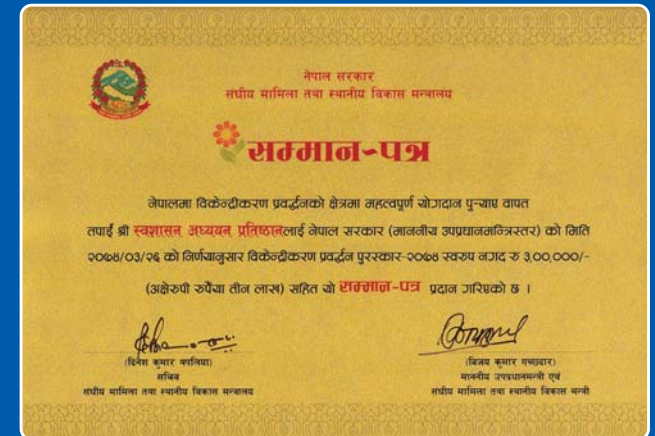 नेपाल सरकार
संघीय मामिला तथा स्थानीय विकास मन्त्रालय
सम्मान-पत्र
नेपालमा विकेन्द्रीकरण प्रवर्द्धनको क्षेत्रमा महत्वपूर्ण योगदान पुर्‍याए वापत
तपाईं श्री स्वशासन अध्ययन प्रतिष्ठानलाई नेपाल सरकार (माननीय उपप्रधानमन्त्रिस्तर) को मिति
२०७४/०३/२६ को निर्णयानुसार विकेन्द्रीकरण प्रवर्द्धन पुरस्कार-२०७४ स्वरुप नगद रु ३,००,०००/-
(अक्षेरुपी रुपैंया तीन लाख) सहित यो सम्मान-पत्र प्रदान गरिएको छ ।
(दिनेश कुमार थपलिया)
सचिव
संघीय मामिला तथा स्थानीय विकास मन्त्रालय
(बिजय कुमार गच्छदार)
माननीय उपप्रधानमन्त्री एवं
संघीय मामिला तथा स्थानीय विकास मन्त्री